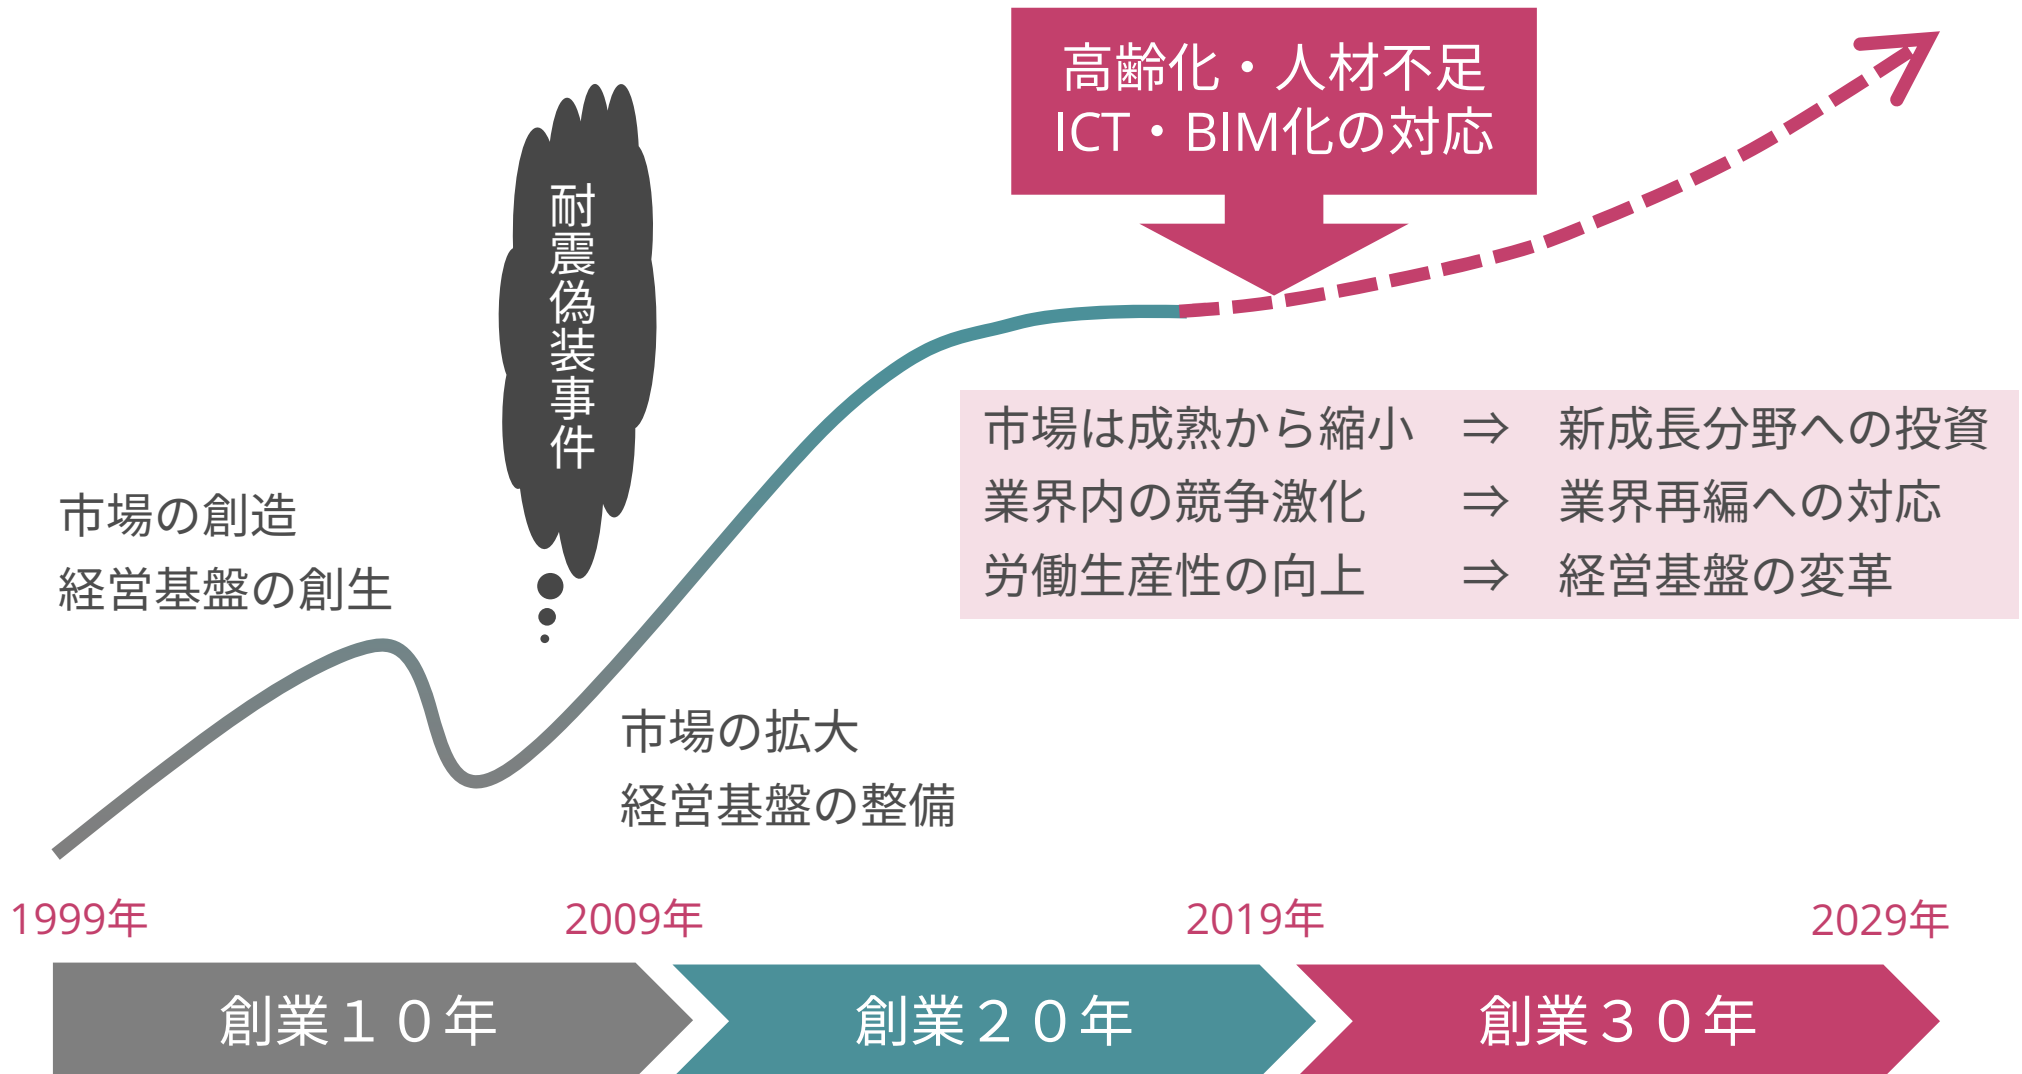 高齢化・人材不足
ICT・BIM化の対応
耐震偽装事件
市場は成熟から縮小 ⇒ 新成長分野への投資
業界内の競争激化 ⇒ 業界再編への対応
労働生産性の向上 ⇒ 経営基盤の変革
市場の創造
経営基盤の創生
市場の拡大
経営基盤の整備
1999年 2009年 2019年 2029年
創業１０年 創業２０年 創業３０年